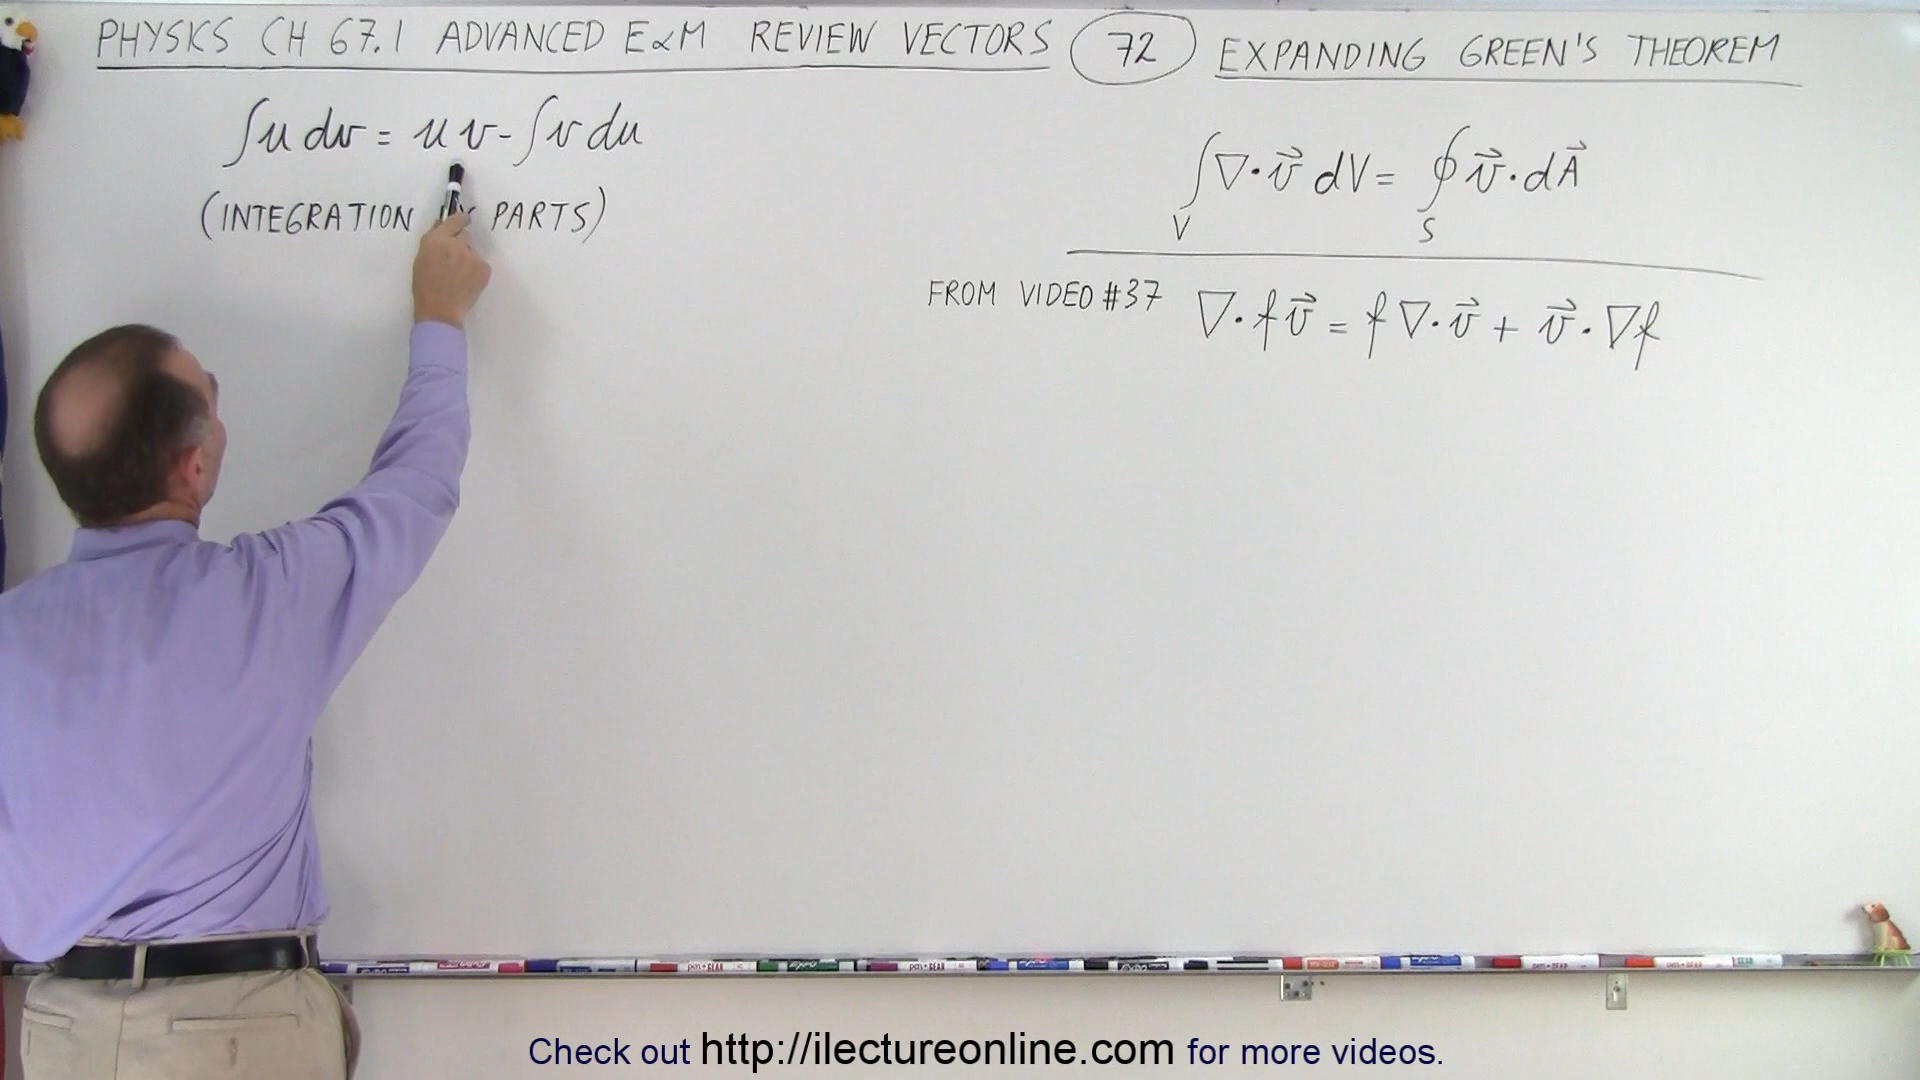 PHYSICS CH 67.1 ADVANCED E&M REVIEW VECTORS 72 EXPANDING GREEN'S THEOREM
∫u dv = u v - ∫v du
(INTEGRATION PARTS)
∫∇·v⃗ dV = ∮v⃗·dA⃗
V S
FROM VIDEO #37 ∇·fv⃗ = f∇·v⃗ + v⃗·∇f
Check out http://ilectureonline.com for more videos.